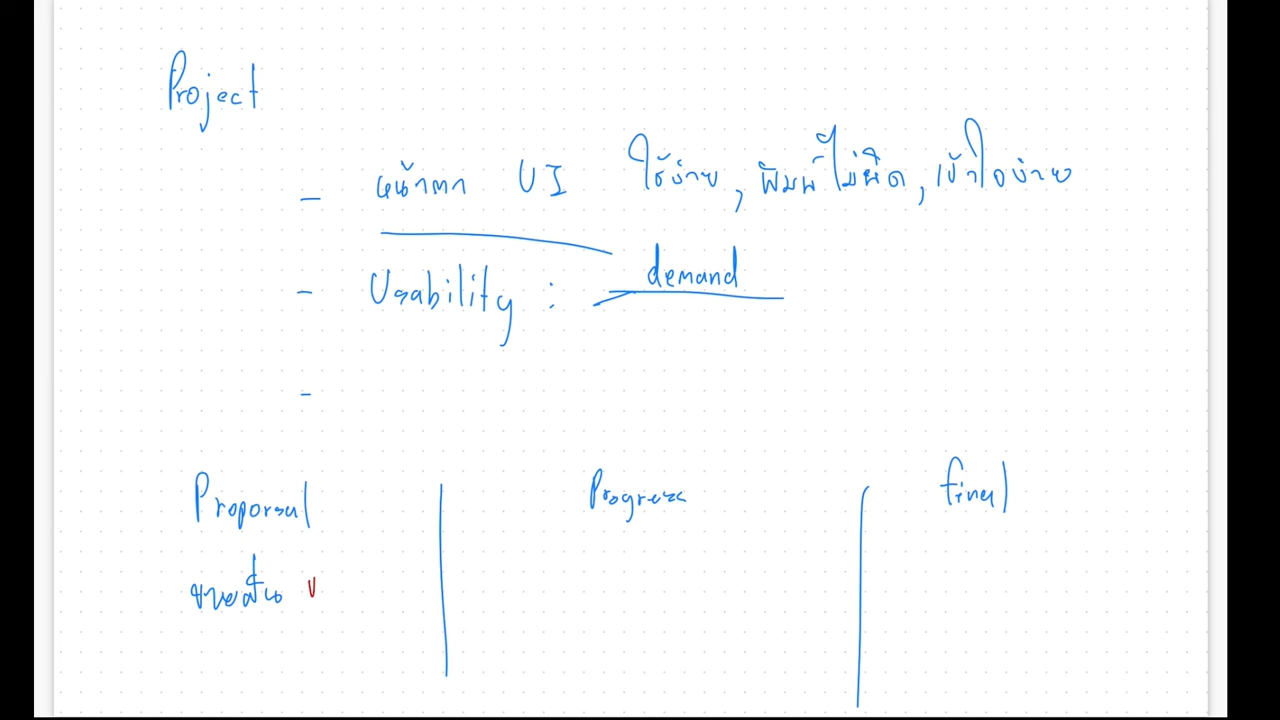 Project
- หน้าตา UI ใช้ง่าย, พิมพ์ไม่ผิด, เข้าใจง่าย
- Usability : demand
-
Proporsal Progress final